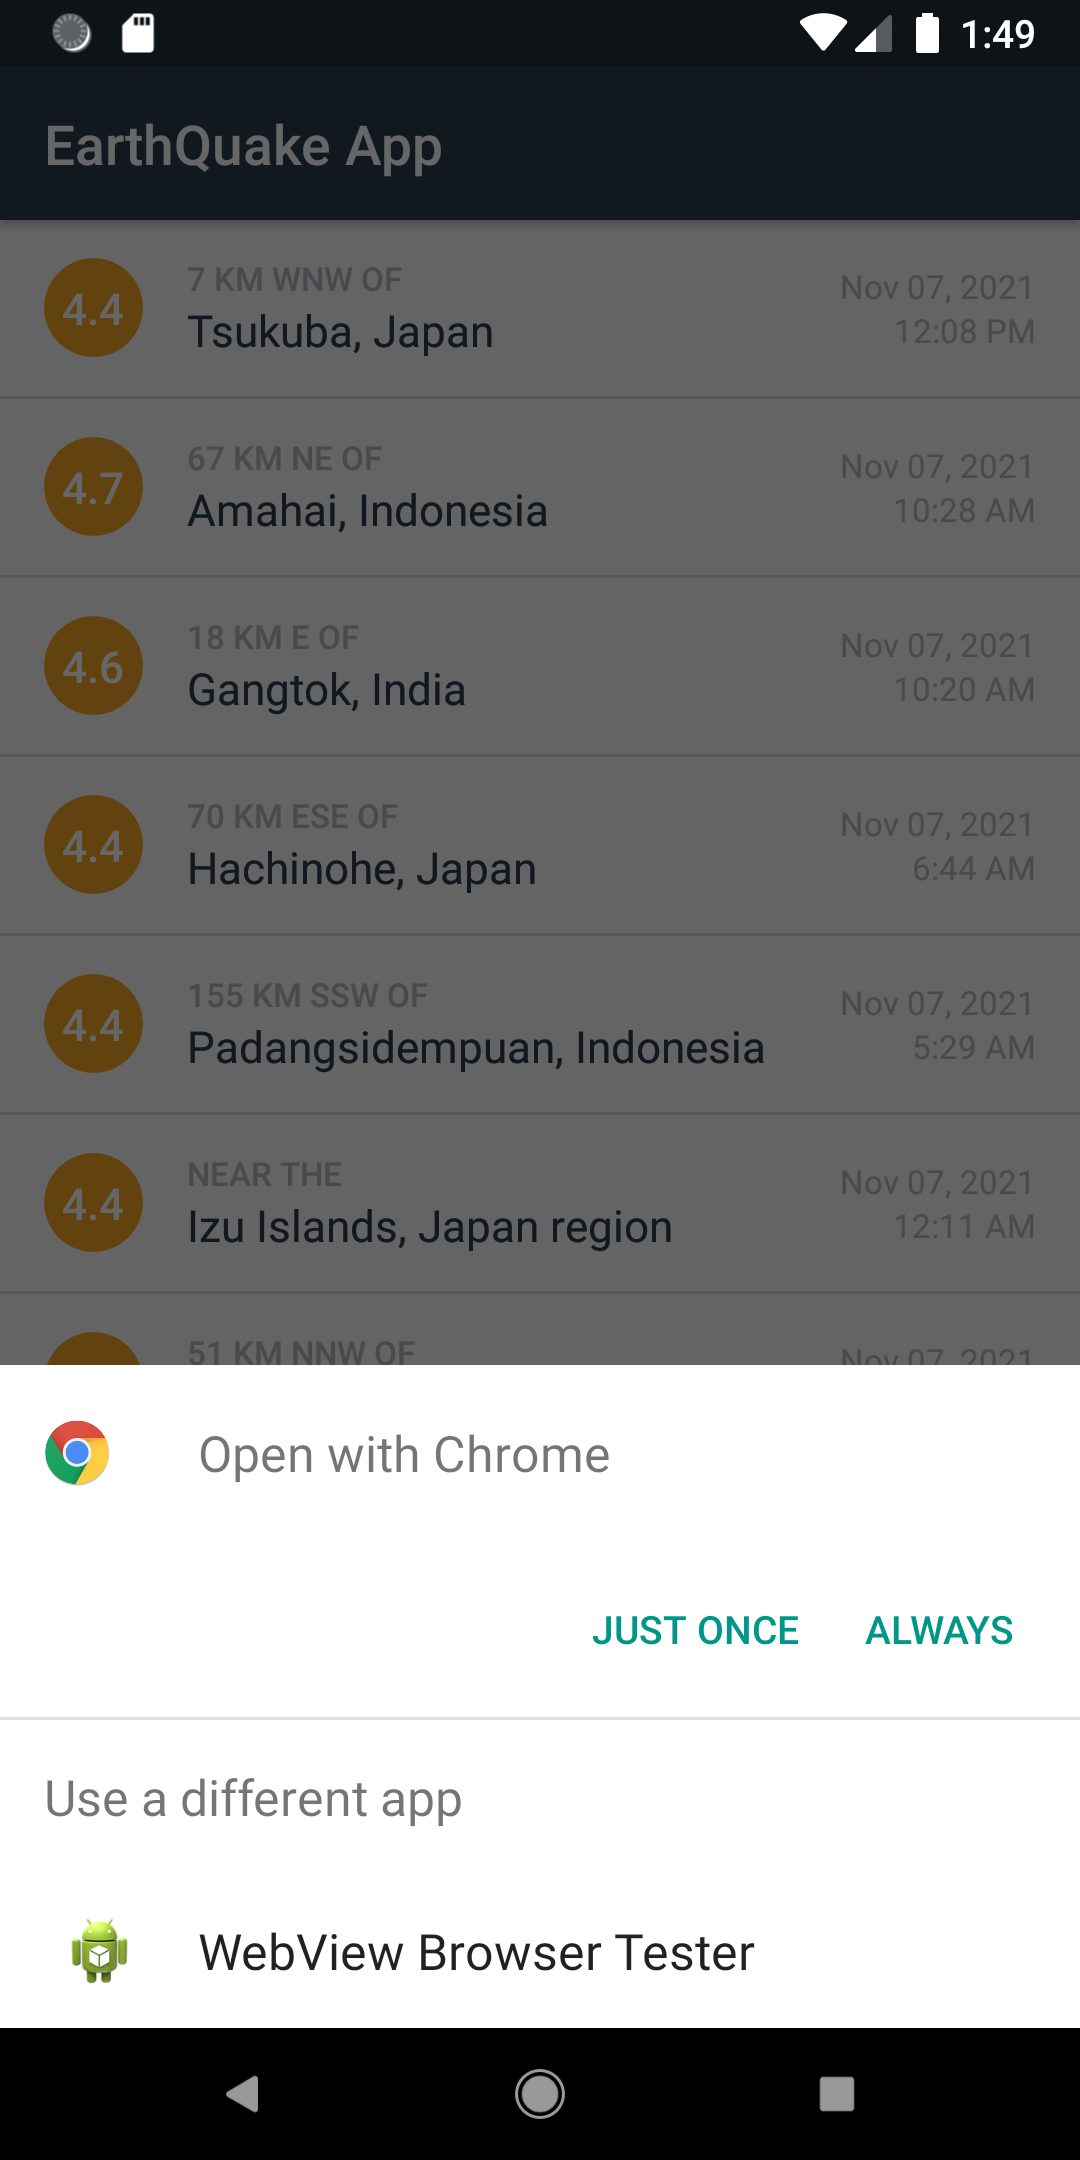 1:49
EarthQuake App
4.4
7 KM WNW OF
Tsukuba, Japan
Nov 07, 2021
12:08 PM
4.7
67 KM NE OF
Amahai, Indonesia
Nov 07, 2021
10:28 AM
4.6
18 KM E OF
Gangtok, India
Nov 07, 2021
10:20 AM
4.4
70 KM ESE OF
Hachinohe, Japan
Nov 07, 2021
6:44 AM
4.4
155 KM SSW OF
Padangsidempuan, Indonesia
Nov 07, 2021
5:29 AM
4.4
NEAR THE
Izu Islands, Japan region
Nov 07, 2021
12:11 AM
51 KM NNW OF
Nov 07, 2021
Open with Chrome
JUST ONCE
ALWAYS
Use a different app
WebView Browser Tester